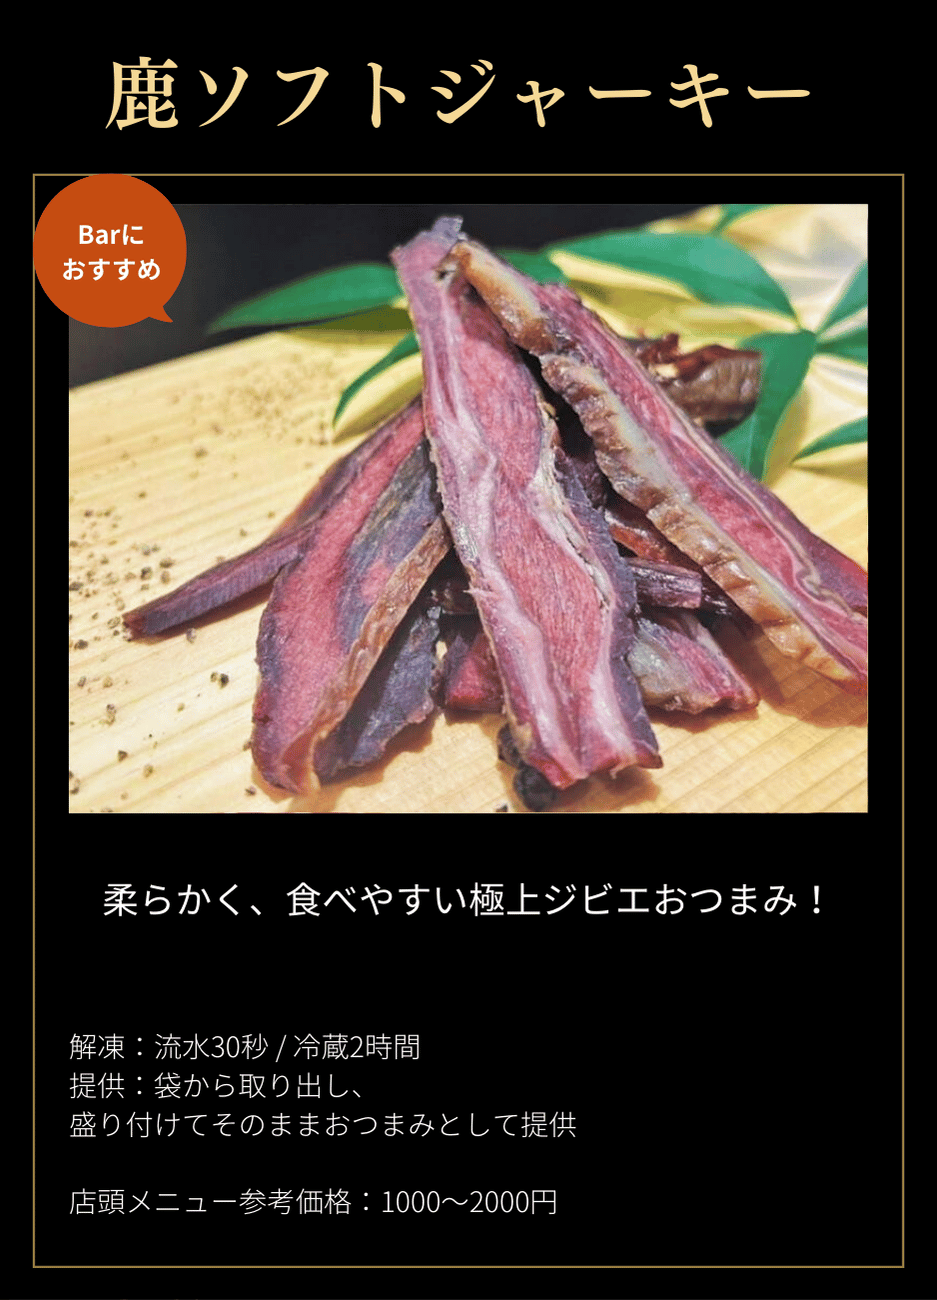 鹿ソフトジャーキー
Barに
おすすめ
柔らかく、食べやすい極上ジビエおつまみ！
解凍：流水30秒 / 冷蔵2時間
提供：袋から取り出し、
盛り付けてそのままおつまみとして提供
店頭メニュー参考価格：1000〜2000円